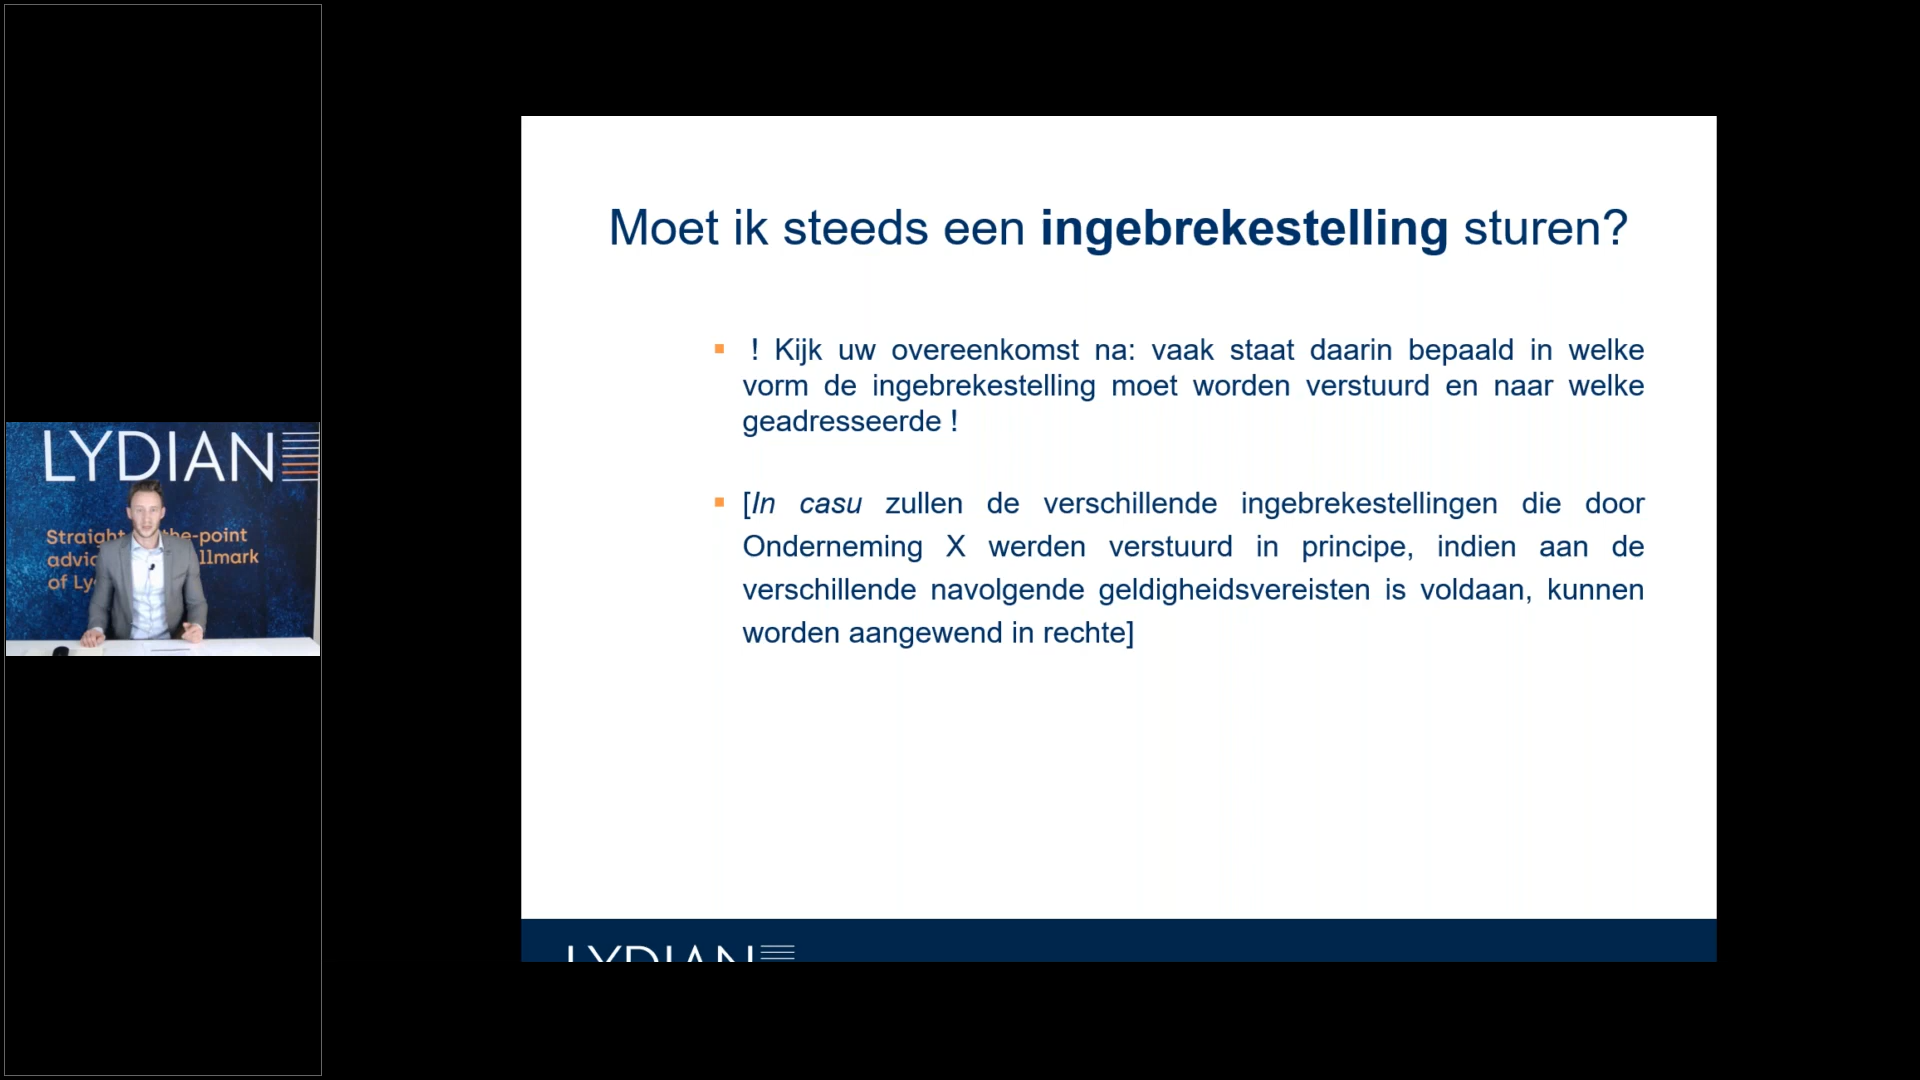 LYDIAN
Straight the-point
advic llmark
of Ly
Moet ik steeds een ingebrekestelling sturen?
! Kijk uw overeenkomst na: vaak staat daarin bepaald in welke
vorm de ingebrekestelling moet worden verstuurd en naar welke
geadresseerde !
[In casu zullen de verschillende ingebrekestellingen die door
Onderneming X werden verstuurd in principe, indien aan de
verschillende navolgende geldigheidsvereisten is voldaan, kunnen
worden aangewend in rechte]
LYDIAN